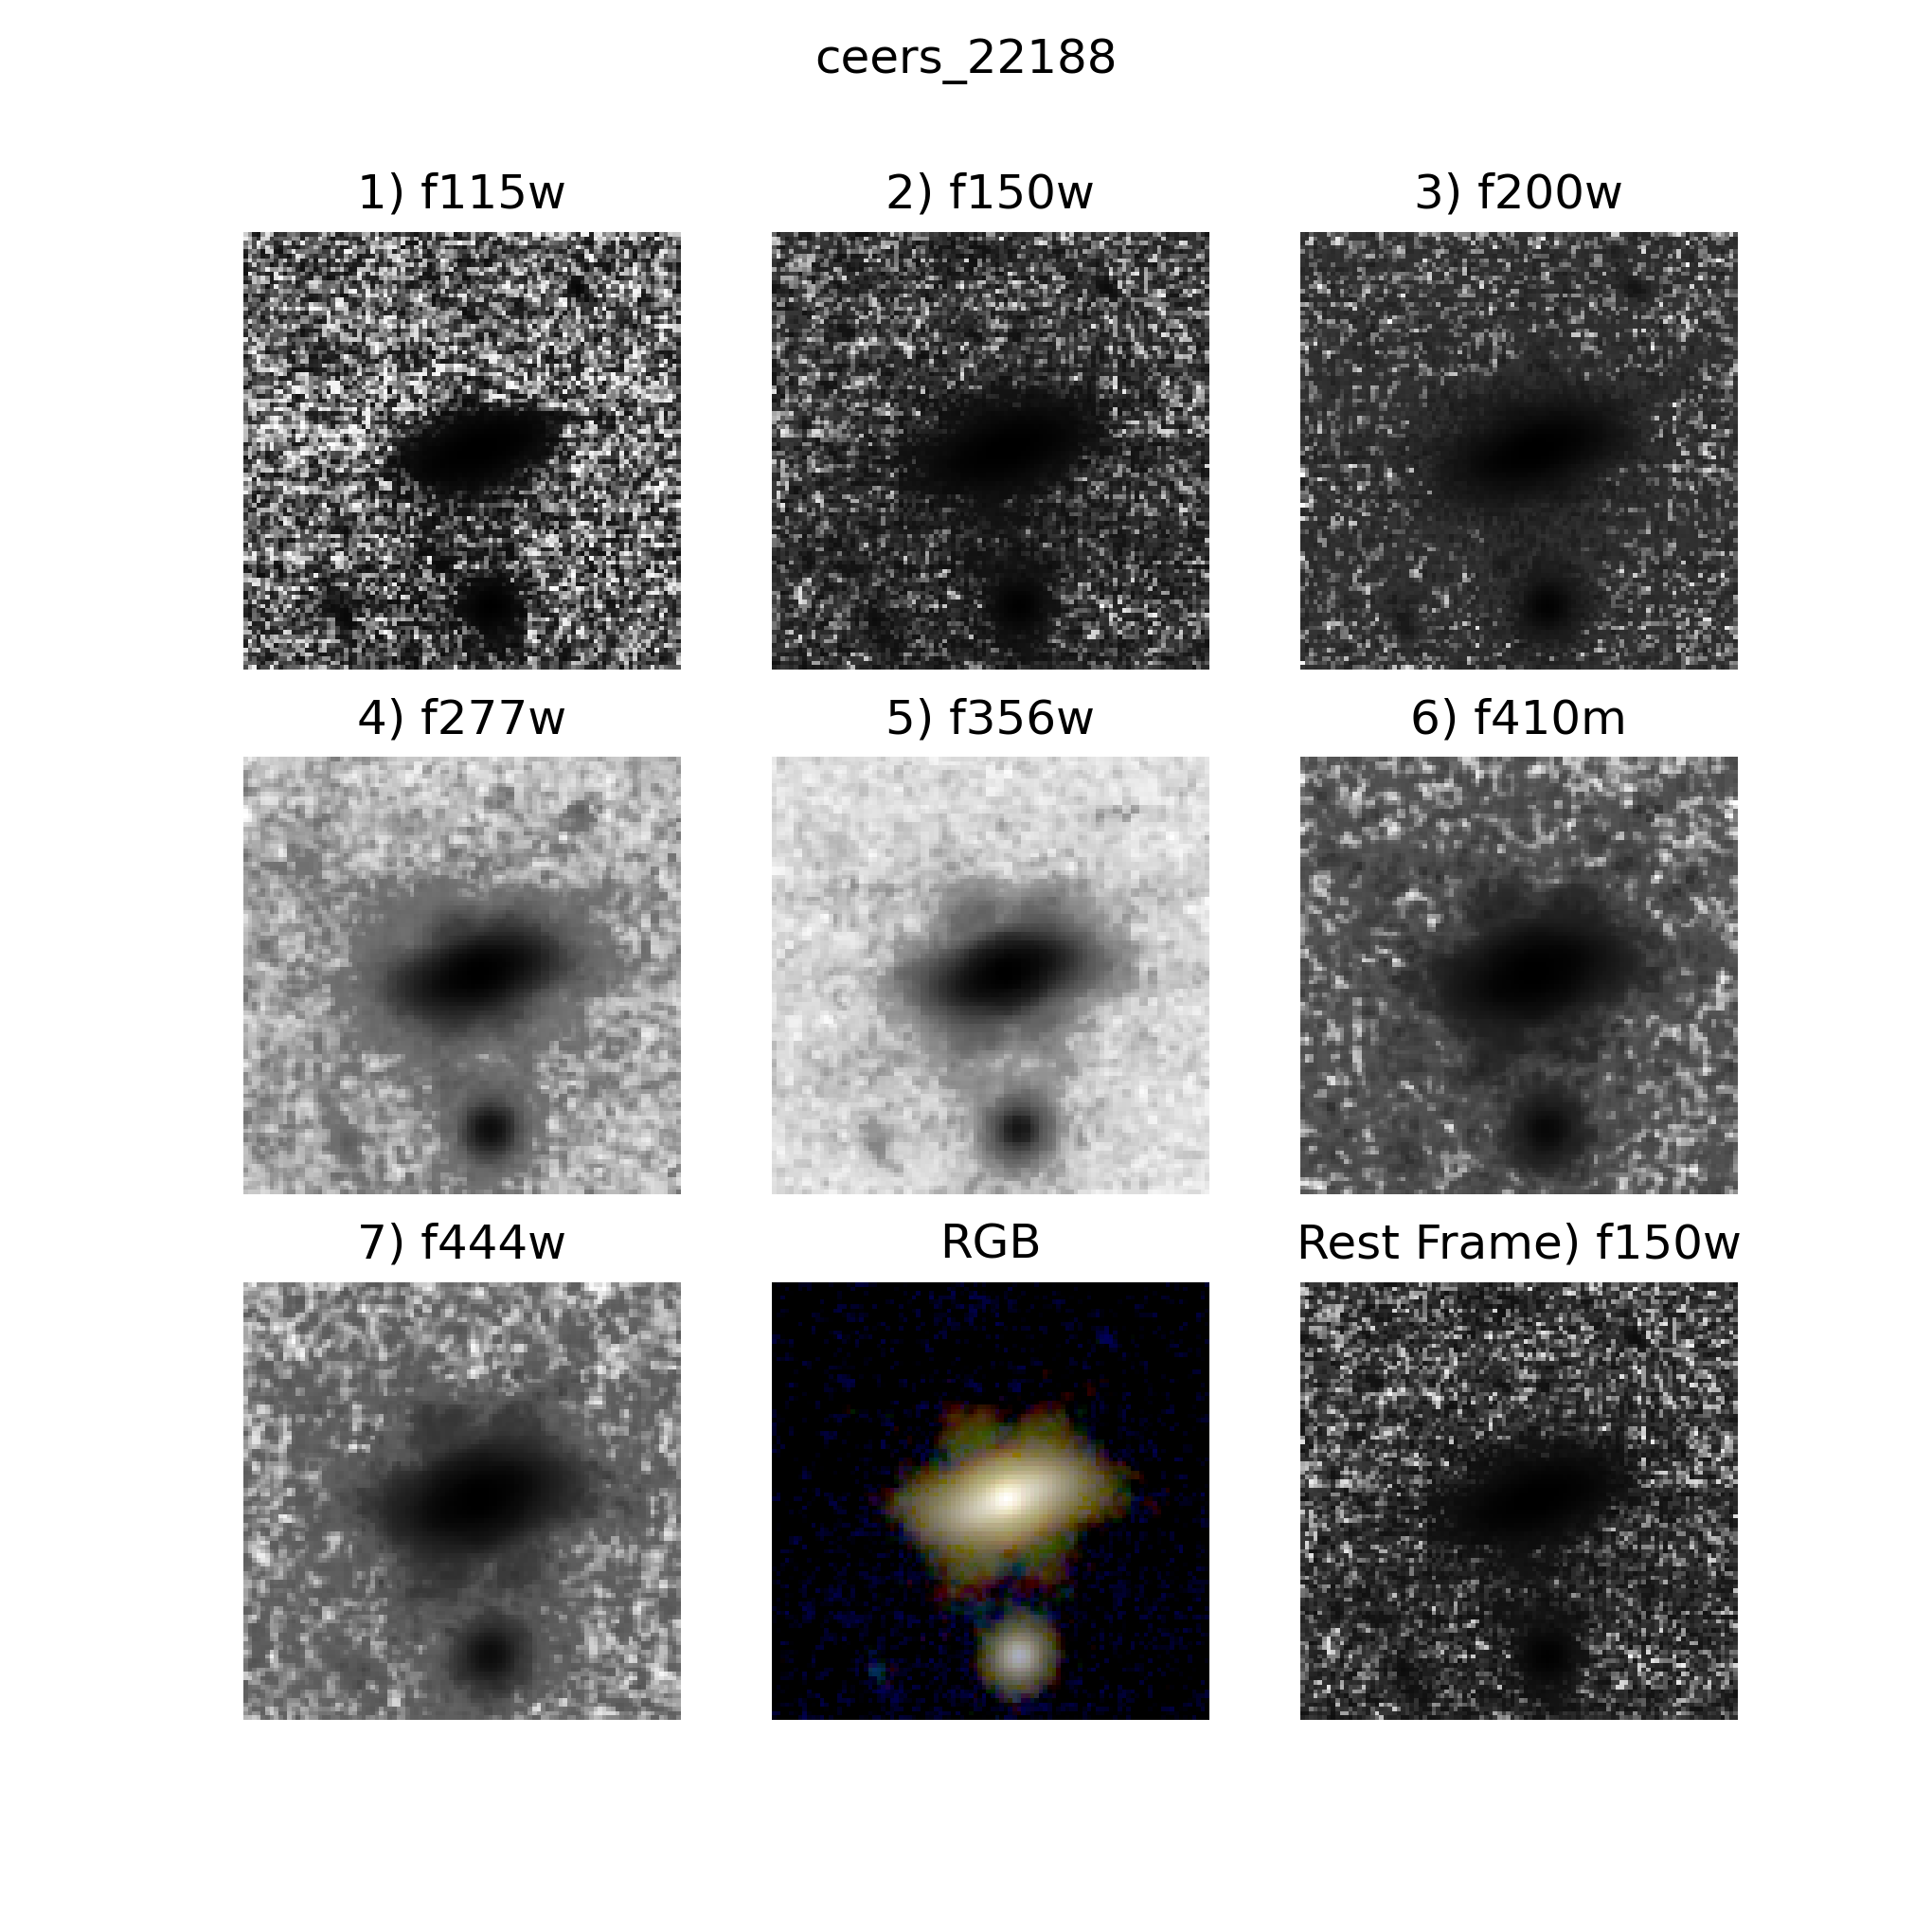 ceers_22188
1) f115w
2) f150w
3) f200w
4) f277w
5) f356w
6) f410m
7) f444w
RGB
Rest Frame) f150w